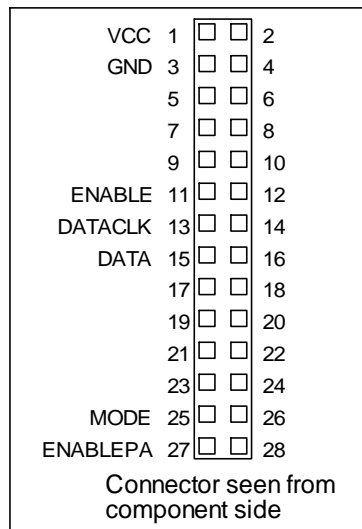 VCC 1 2
GND 3 4
5 6
7 8
9 10
ENABLE 11 12
DATACLK 13 14
DATA 15 16
17 18
19 20
21 22
23 24
MODE 25 26
ENABLEPA 27 28
Connector seen from
component side